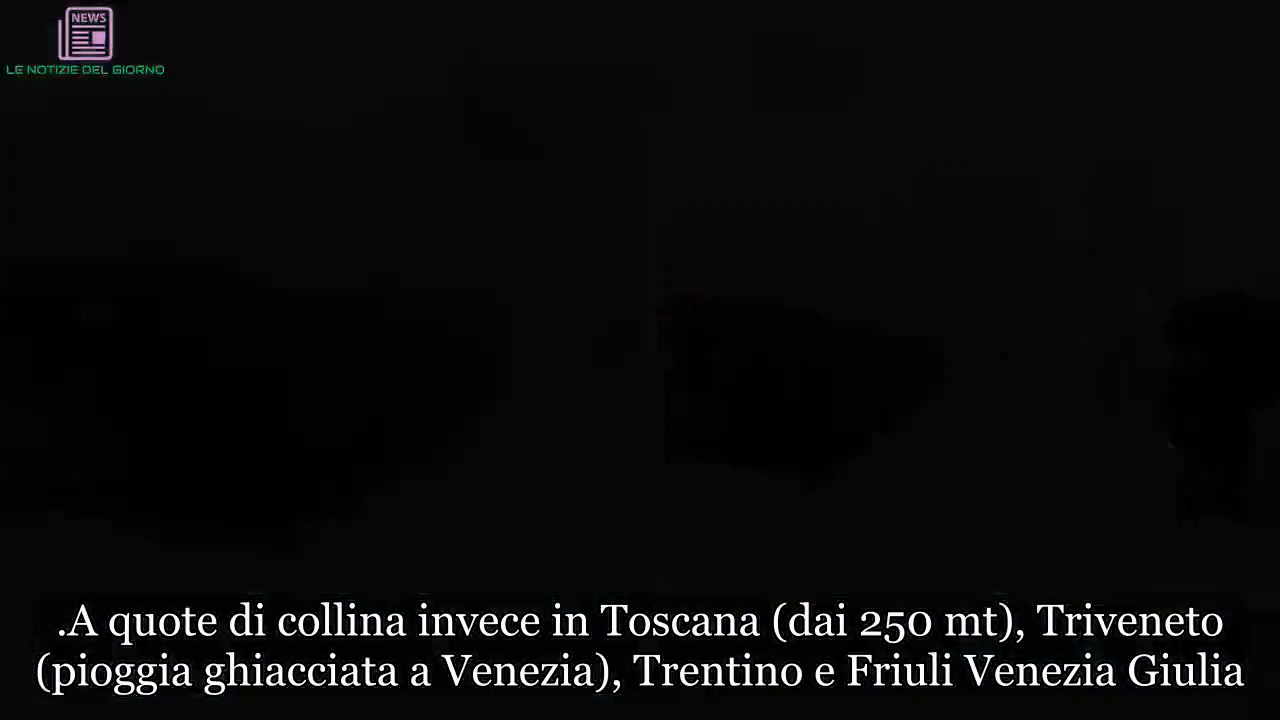 NEWS
LE NOTIZIE DEL GIORNO
.A quote di collina invece in Toscana (dai 250 mt), Triveneto
(pioggia ghiacciata a Venezia), Trentino e Friuli Venezia Giulia